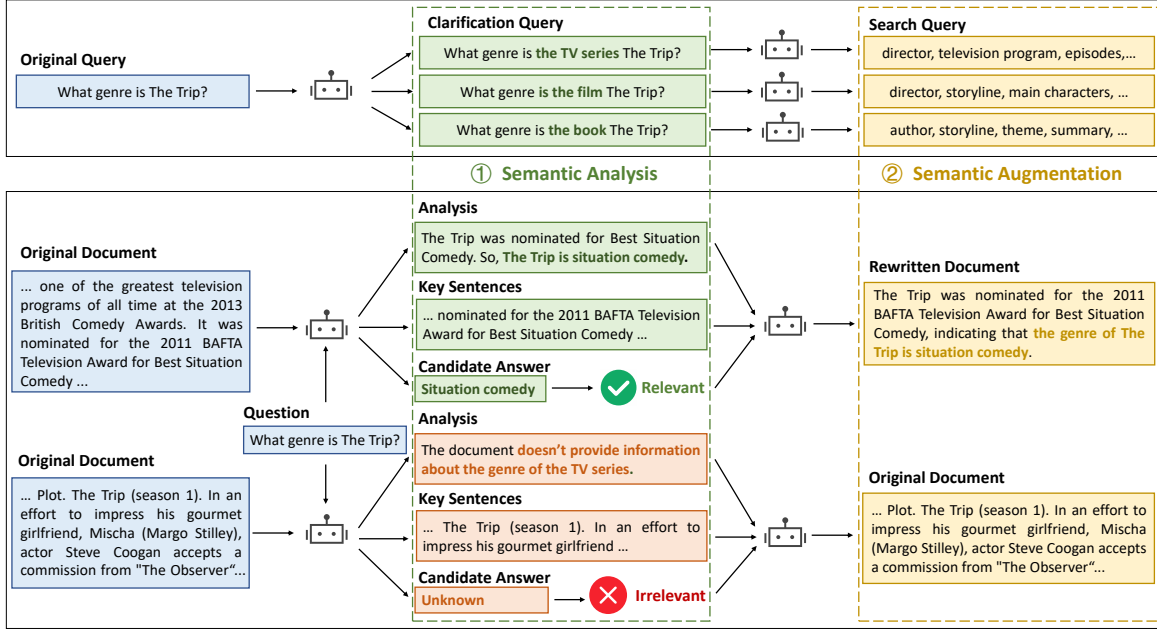 Original Query
What genre is The Trip?
Clarification Query
What genre is the TV series The Trip?
What genre is the film The Trip?
What genre is the book The Trip?
Search Query
director, television program, episodes,...
director, storyline, main characters, ...
author, storyline, theme, summary, ...
① Semantic Analysis
② Semantic Augmentation
Original Document
... one of the greatest television
programs of all time at the 2013
British Comedy Awards. It was
nominated for the 2011 BAFTA
Television Award for Best Situation
Comedy ...
Question
What genre is The Trip?
Original Document
... Plot. The Trip (season 1). In an
effort to impress his gourmet
girlfriend, Mischa (Margo Stilley),
actor Steve Coogan accepts a
commission from "The Observer“...
Analysis
The Trip was nominated for Best Situation
Comedy. So, The Trip is situation comedy.
Key Sentences
... nominated for the 2011 BAFTA Television
Award for Best Situation Comedy ...
Candidate Answer
Situation comedy
Relevant
Analysis
The document doesn’t provide information
about the genre of the TV series.
Key Sentences
... The Trip (season 1). In an effort to
impress his gourmet girlfriend ...
Candidate Answer
Unknown
Irrelevant
Rewritten Document
The Trip was nominated for the 2011
BAFTA Television Award for Best Situation
Comedy, indicating that the genre of The
Trip is situation comedy.
Original Document
... Plot. The Trip (season 1). In an effort to
impress his gourmet girlfriend, Mischa
(Margo Stilley), actor Steve Coogan accepts
a commission from "The Observer“...